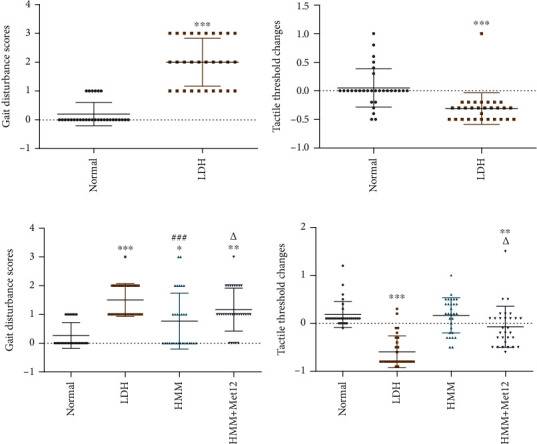 Gait disturbance scores
4
3
2
1
0
−1
***
Normal
LDH
Tactile threshold changes
1.5
1.0
0.5
0.0
−0.5
−1.0
***
Normal
LDH
Gait disturbance scores
4
3
2
1
0
−1
***
###
*
Δ
**
Normal
LDH
HMM
HMM+Met12
Tactile threshold changes
2
1
0
−1
***
**
Δ
Normal
LDH
HMM
HMM+Met12